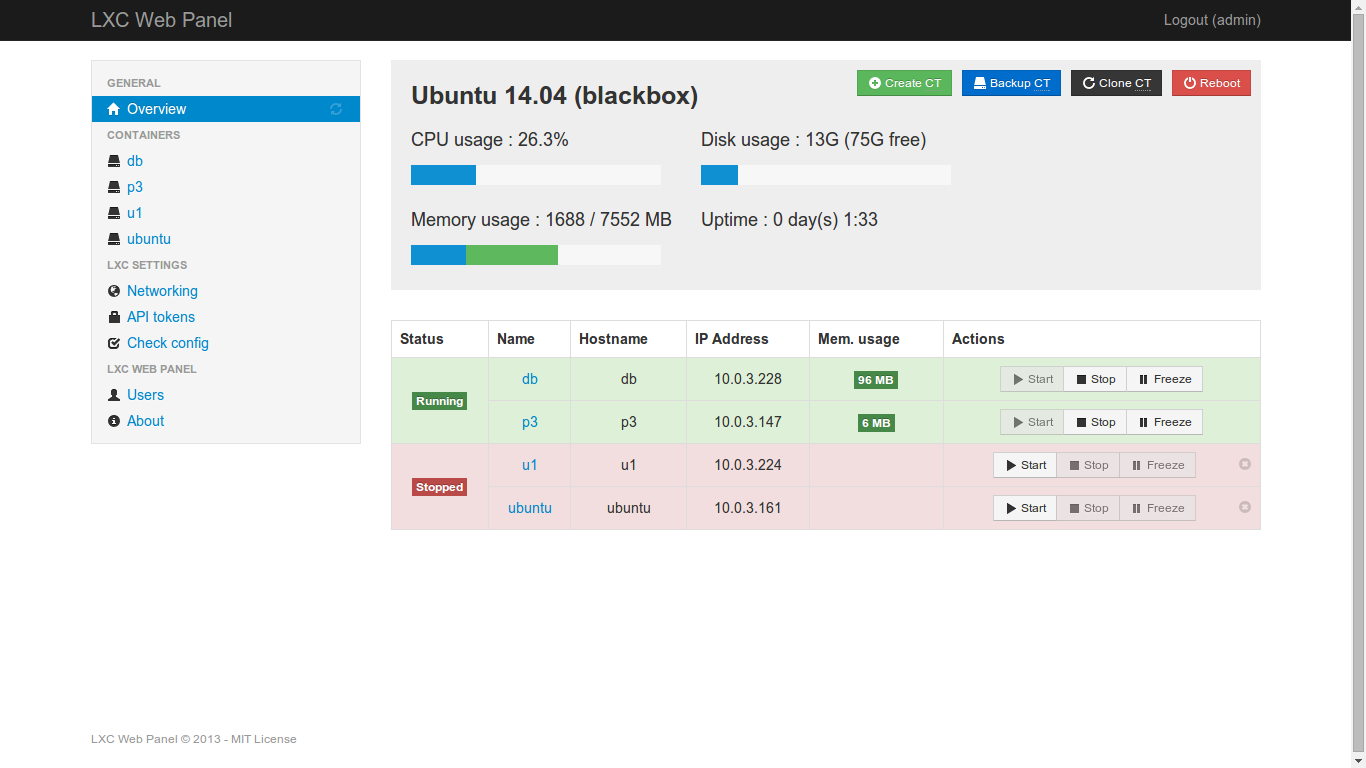 LXC Web Panel
Logout (admin)
GENERAL
Overview
CONTAINERS
db
p3
u1
ubuntu
LXC SETTINGS
Networking
API tokens
Check config
LXC WEB PANEL
Users
About
Create CT Backup CT Clone CT Reboot
Ubuntu 14.04 (blackbox)
CPU usage : 26.3% Disk usage : 13G (75G free)
Memory usage : 1688 / 7552 MB Uptime : 0 day(s) 1:33
Status Name Hostname IP Address Mem. usage Actions
Running
db db 10.0.3.228 96 MB Start Stop Freeze
p3 p3 10.0.3.147 6 MB Start Stop Freeze
Stopped
u1 u1 10.0.3.224 Start Stop Freeze
ubuntu ubuntu 10.0.3.161 Start Stop Freeze
LXC Web Panel © 2013 - MIT License